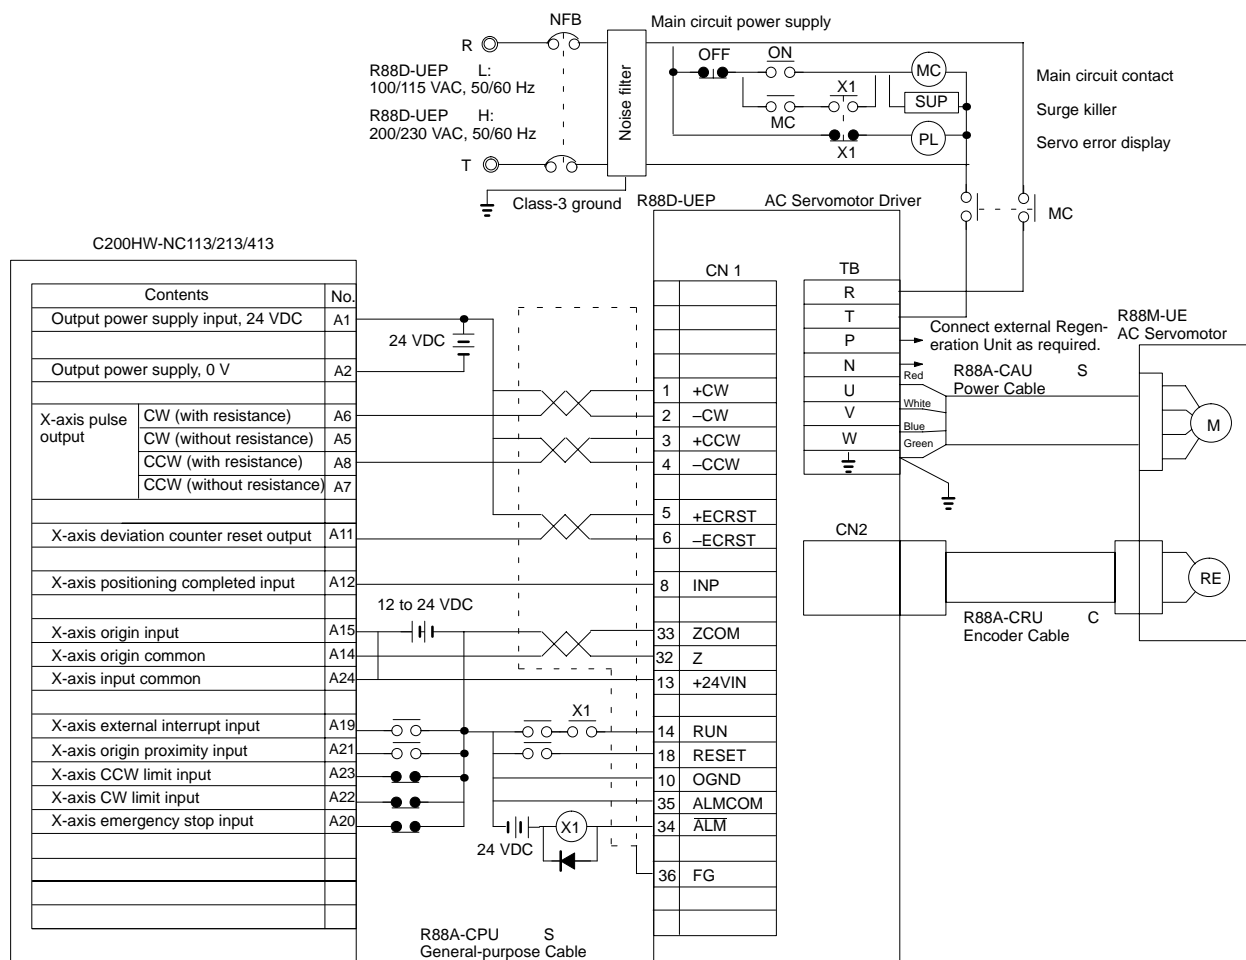 NFB
Main circuit power supply
R
OFF
ON
MC
Main circuit contact
R88D-UEP L:
100/115 VAC, 50/60 Hz
X1
SUP
Surge killer
R88D-UEP H:
200/230 VAC, 50/60 Hz
Noise filter
MC
PL
Servo error display
X1
T
Class-3 ground
R88D-UEP
AC Servomotor Driver
MC
C200HW-NC113/213/413
CN 1
TB
Contents
No.
Output power supply input, 24 VDC
A1
24 VDC
Output power supply, 0 V
A2
X-axis pulse
output
CW (with resistance)
A6
CW (without resistance)
A5
CCW (with resistance)
A8
CCW (without resistance)
A7
X-axis deviation counter reset output
A11
X-axis positioning completed input
A12
12 to 24 VDC
X-axis origin input
A15
X-axis origin common
A14
X-axis input common
A24
X-axis external interrupt input
A19
X-axis origin proximity input
A21
X-axis CCW limit input
A23
X-axis CW limit input
A22
X-axis emergency stop input
A20
X1
24 VDC
X1
1 +CW
2 –CW
3 +CCW
4 –CCW
5 +ECRST
6 –ECRST
8 INP
33 ZCOM
32 Z
13 +24VIN
14 RUN
18 RESET
10 OGND
35 ALMCOM
34 ALM
36 FG
R88A-CPU S
General-purpose Cable
R
T
P
N
U
V
W
Connect external Regen-
eration Unit as required.
Red
White
Blue
Green
R88A-CAU S
Power Cable
R88M-UE
AC Servomotor
M
CN2
RE
R88A-CRU C
Encoder Cable